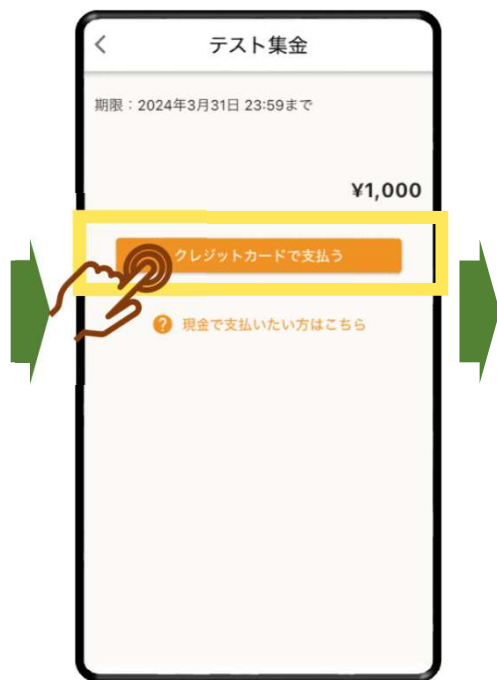 テスト集金
期限：2024年3月31日 23:59まで
¥1,000
クレジットカードで支払う
? 現金で支払いたい方はこちら